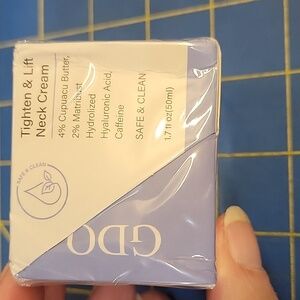 Tighten & Lift
Neck Cream
4% Cupuacu Butter,
2% Matribust
Hydrolized
Hyaluronic Acid,
Caffeine
SAFE & CLEAN
1.7 fl oz(50ml)
SAFE & CLEAN
GDO